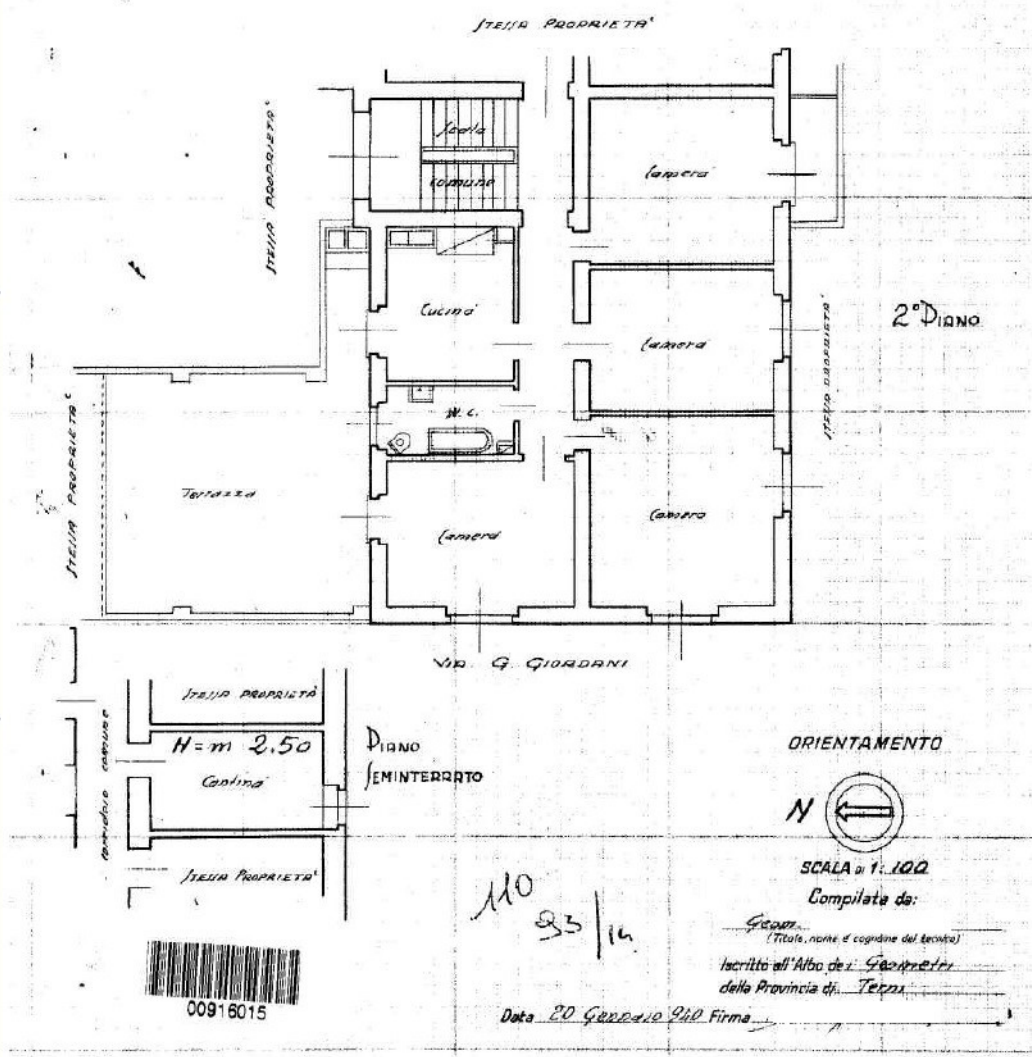 STESSA PROPRIETA'
STESSA PROPRIETA'
Scala
Comune
Camera
Cucina
Camera
STESSA PROPRIETA'
2° PIANO
W.C.
STESSA PROPRIETA'
Terrazza
Camera
Camera
VIA G. GIORDANI
STESSA PROPRIETA'
H = m 2.50
Cantina
CORRIDOIO COMUNE
PIANO
SEMINTERRATO
STESSA PROPRIETA'
ORIENTAMENTO
N
SCALA DI 1: 100
Compilata da:
Geom.
(Titolo, nome e cognome del tecnico)
Iscritto all'Albo dei Geometri
della Provincia di Terni
110
93/14
00916015
Data 20 Gennaio 940 Firma